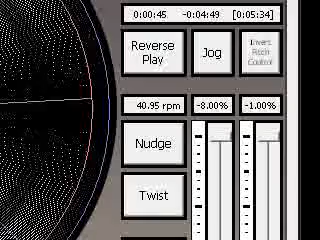 0:00:45 -0:04:49 [0:05:34]
Reverse
Play
Jog
Invert
Pitch
Control
40.95 rpm -8.00% -1.00%
Nudge
Twist